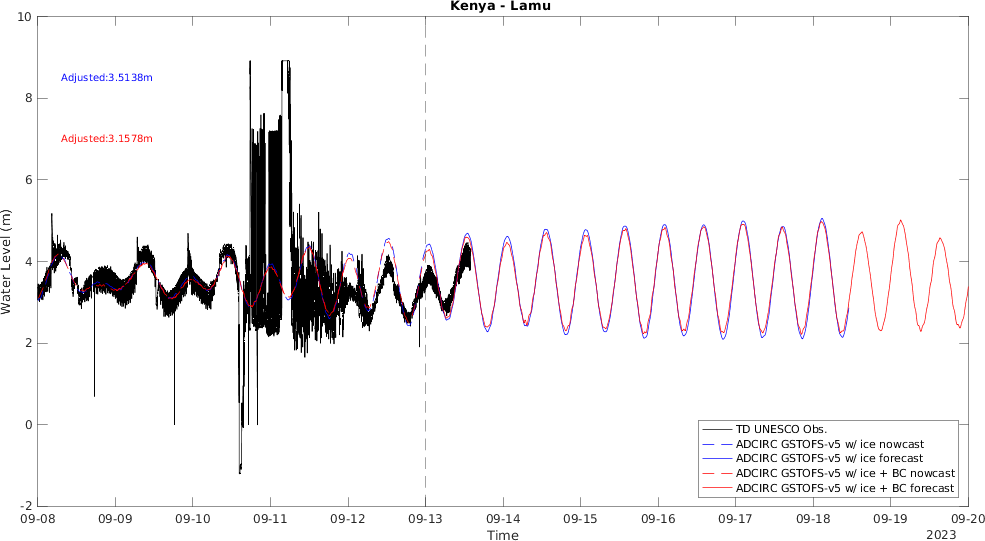 Kenya - Lamu
10
8
6
4
2
0
-2
Water Level (m)
Adjusted:3.5138m
Adjusted:3.1578m
TD UNESCO Obs.
ADCIRC GSTOFS-v5 w/ ice nowcast
ADCIRC GSTOFS-v5 w/ ice forecast
ADCIRC GSTOFS-v5 w/ ice + BC nowcast
ADCIRC GSTOFS-v5 w/ ice + BC forecast
09-08 09-09 09-10 09-11 09-12 09-13 09-14 09-15 09-16 09-17 09-18 09-19 09-20
Time
2023